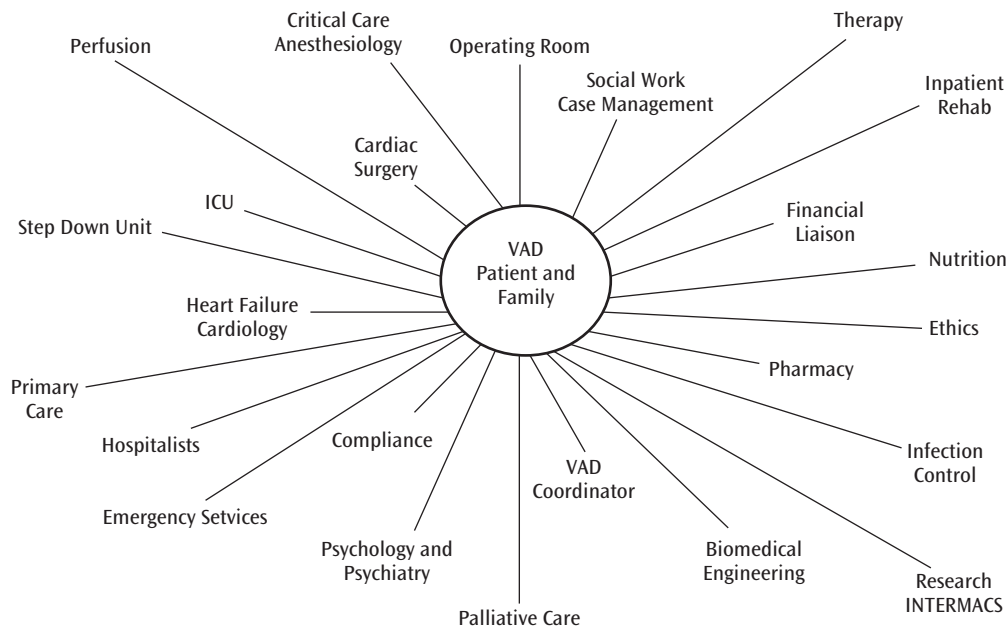 Critical Care
Anesthesiology
Perfusion
Operating Room
Therapy
Social Work
Case Management
Inpatient
Rehab
Cardiac
Surgery
ICU
Step Down Unit
Financial
Liaison
VAD
Patient and
Family
Nutrition
Heart Failure
Cardiology
Ethics
Pharmacy
Primary
Care
Hospitalists
Compliance
VAD
Coordinator
Infection
Control
Emergency Setvices
Psychology and
Psychiatry
Biomedical
Engineering
Research
INTERMACS
Palliative Care